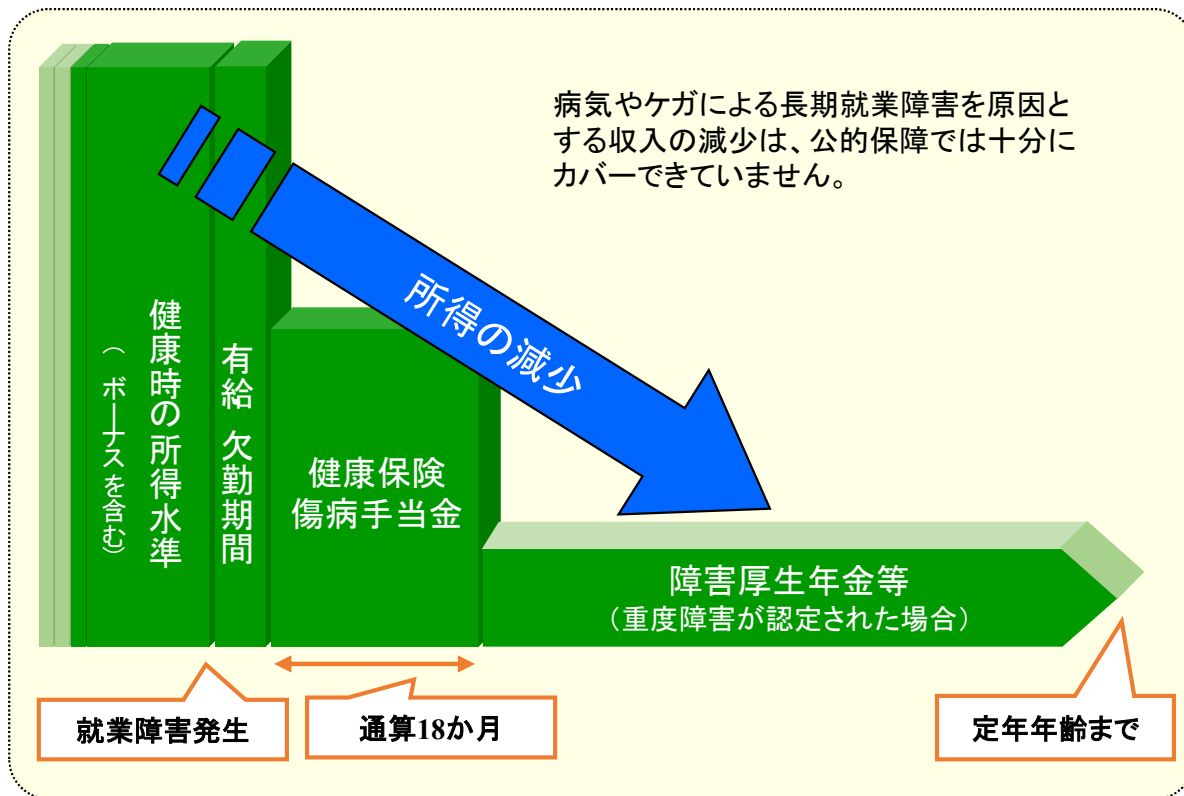 病気やケガによる長期就業障害を原因と
する収入の減少は、公的保障では十分に
カバーできていません。
所得の減少
健康時の所得水準
（ボーナスを含む）
有給 欠勤期間
健康保険
傷病手当金
障害厚生年金等
（重度障害が認定された場合）
就業障害発生
通算18か月
定年年齢まで